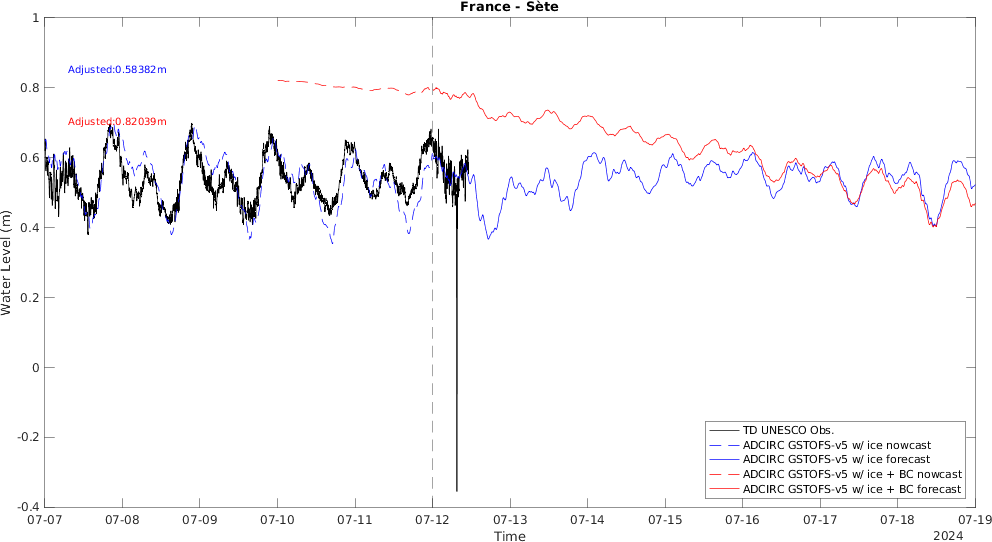 France - Sète
Water Level (m)
1
0.8
0.6
0.4
0.2
0
-0.2
-0.4
Adjusted:0.58382m
Adjusted:0.82039m
TD UNESCO Obs.
ADCIRC GSTOFS-v5 w/ ice nowcast
ADCIRC GSTOFS-v5 w/ ice forecast
ADCIRC GSTOFS-v5 w/ ice + BC nowcast
ADCIRC GSTOFS-v5 w/ ice + BC forecast
07-07 07-08 07-09 07-10 07-11 07-12 07-13 07-14 07-15 07-16 07-17 07-18 07-19
Time
2024